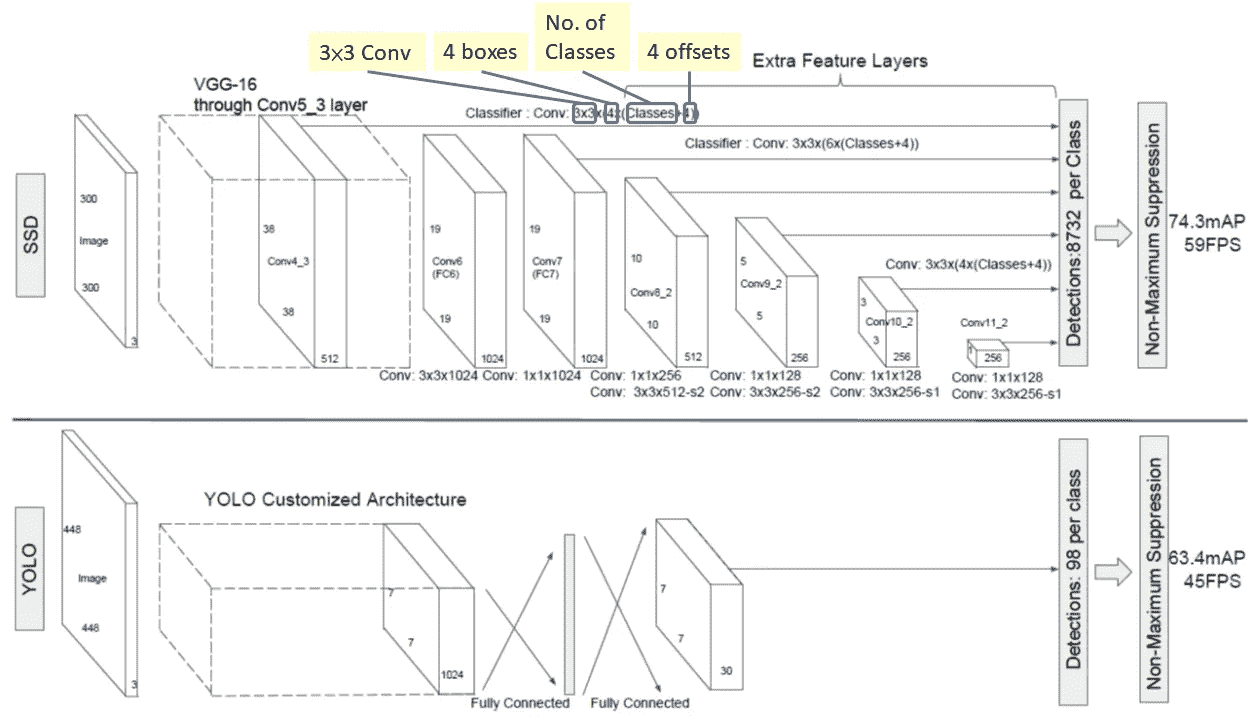 No. of
Classes
3x3 Conv
4 boxes
4 offsets
Extra Feature Layers
VGG-16
through Conv5_3 layer
Classifier : Conv: 3x3x(4x(Classes+4))
Classifier : Conv: 3x3x(6x(Classes+4))
SSD
300
Image
300
3
38
Conv4_3
38
512
19
Conv6
(FC6)
19
1024
19
Conv7
(FC7)
19
1024
10
Conv8_2
10
512
5
Conv9_2
5
256
Conv: 3x3x(4x(Classes+4))
3
Conv10_2
3
256
Conv11_2
1
256
Conv: 3x3x1024
Conv: 1x1x1024
Conv: 1x1x256
Conv: 3x3x512-s2
Conv: 1x1x128
Conv: 3x3x256-s2
Conv: 1x1x128
Conv: 3x3x256-s1
Conv: 1x1x128
Conv: 3x3x256-s1
Detections:8732 per Class
Non-Maximum Suppression
74.3mAP
59FPS
YOLO
448
Image
448
3
YOLO Customized Architecture
7
7
1024
Fully Connected
Fully Connected
7
7
30
Detections: 98 per class
Non-Maximum Suppression
63.4mAP
45FPS